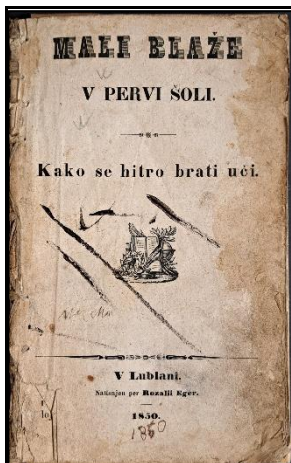 MALI BLAŽE
V PERVI ŠOLI.
Kako se hitro brati uči.
V Lublani.
Natisnjen per Rozalii Eger.
1850.
1850